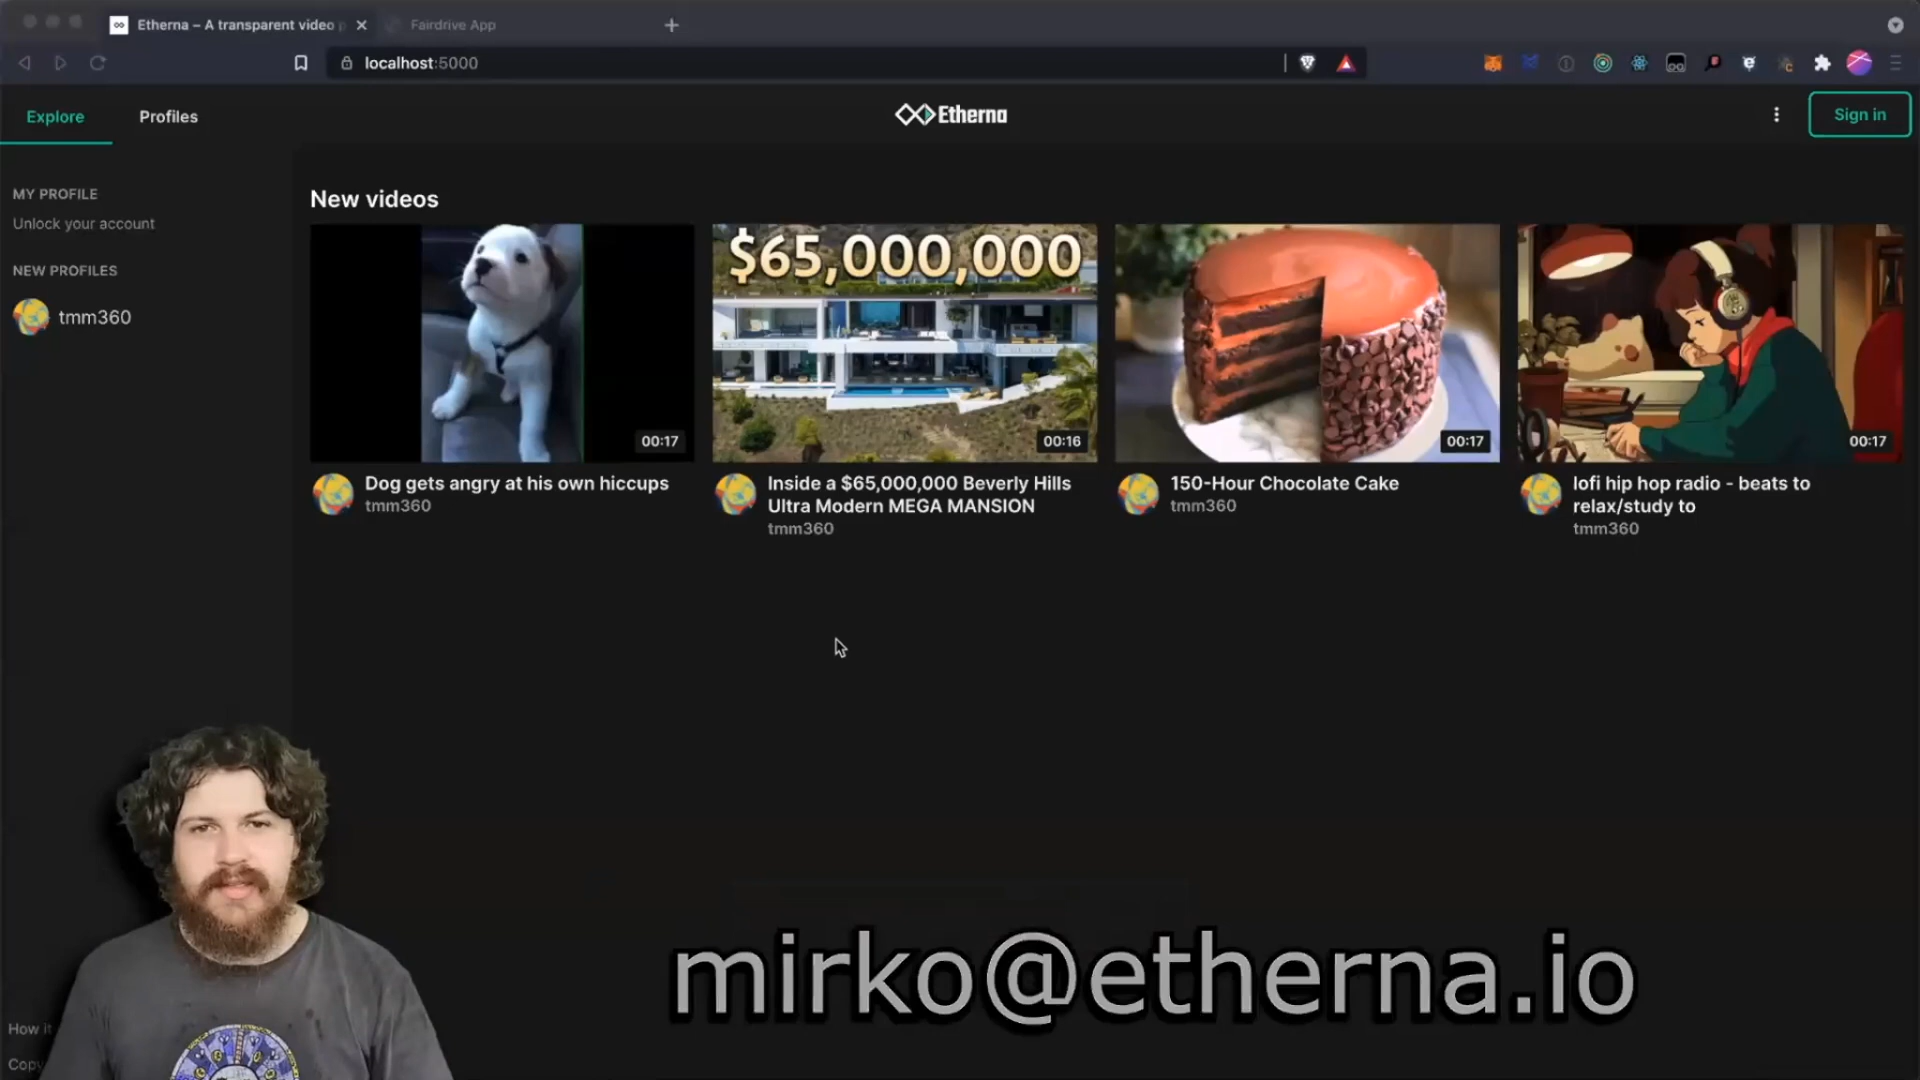 Etherna – A transparent video p
Fairdrive App
localhost:5000
Explore
Profiles
Etherna
Sign in
MY PROFILE
Unlock your account
NEW PROFILES
tmm360
New videos
$65,000,000
00:17
00:16
00:17
00:17
Dog gets angry at his own hiccups
tmm360
Inside a $65,000,000 Beverly Hills
Ultra Modern MEGA MANSION
tmm360
150-Hour Chocolate Cake
tmm360
lofi hip hop radio - beats to
relax/study to
tmm360
How it
Copy
mirko@etherna.io